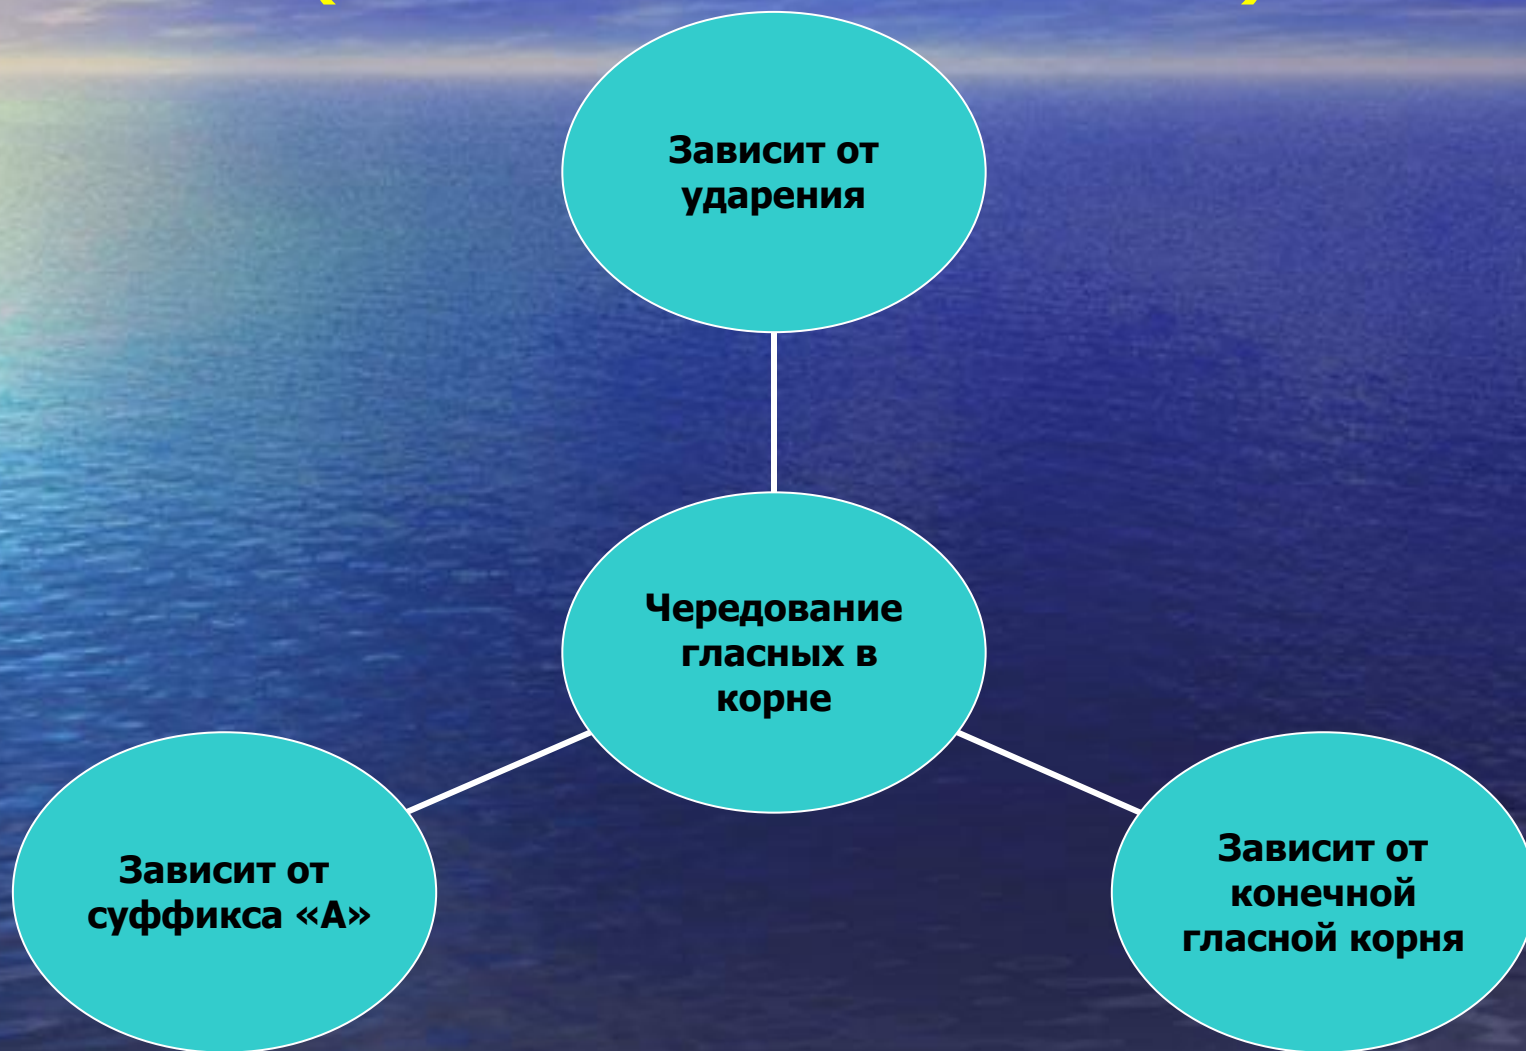 Зависит от
ударения
Чередование
гласных в
корне
Зависит от
суффикса «А»
Зависит от
конечной
гласной корня